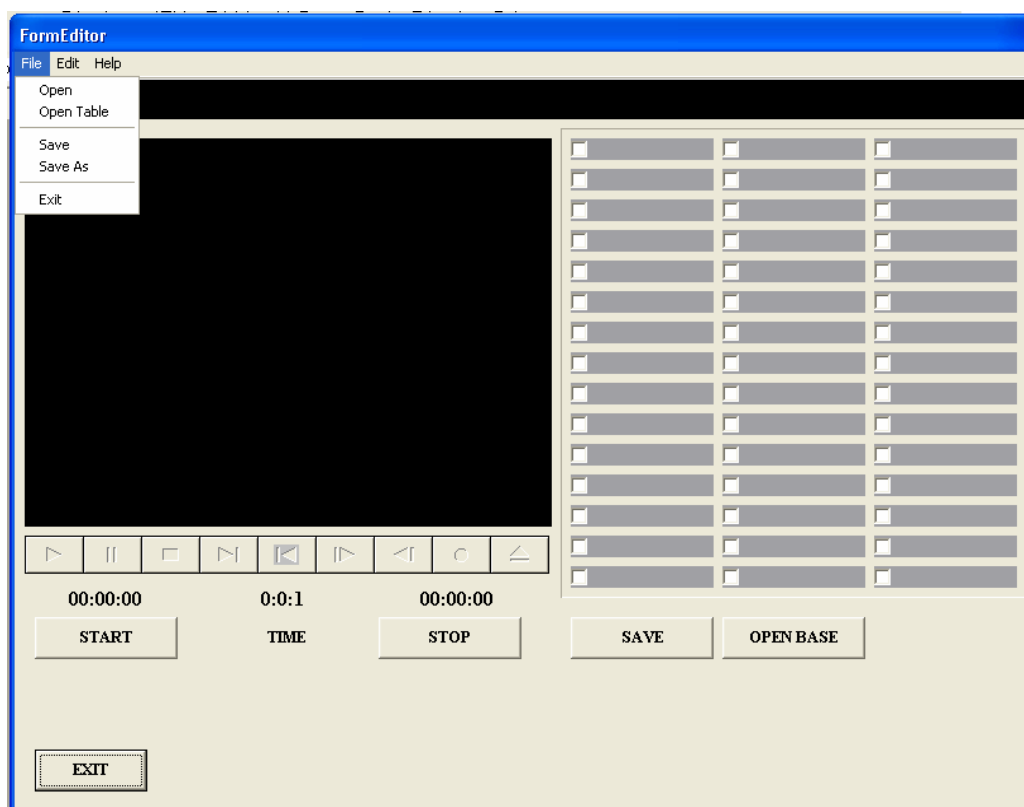 FormEditor
File Edit Help
Open
Open Table
Save
Save As
Exit
00:00:00 0:0:1 00:00:00
START TIME STOP SAVE OPEN BASE
EXIT